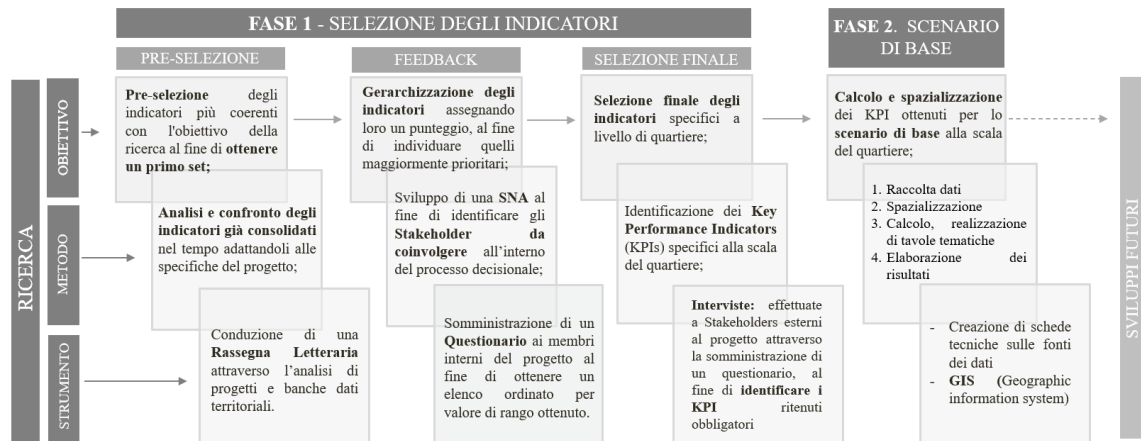 FASE 1 - SELEZIONE DEGLI INDICATORI
FASE 2. SCENARIO
DI BASE
PRE-SELEZIONE
FEEDBACK
SELEZIONE FINALE
RICERCA
OBIETTIVO
METODO
STRUMENTO
Pre-selezione degli
indicatori più coerenti
con l'obiettivo della
ricerca al fine di ottenere
un primo set;
Analisi e confronto degli
indicatori già consolidati
nel tempo adattandoli alle
specifiche del progetto;
Conduzione di una
Rassegna Letteraria
attraverso l'analisi di
progetti e banche dati
territoriali.
Gerarchizzazione degli
indicatori assegnando
loro un punteggio, al fine
di individuare quelli
maggiormente prioritari;
Sviluppo di una SNA al
fine di identificare gli
Stakeholder da
coinvolgere all'interno
del processo decisionale;
Somministrazione di un
Questionario ai membri
interni del progetto al
fine di ottenere un
elenco ordinato per
valore di rango ottenuto.
Selezione finale degli
indicatori specifici a
livello di quartiere;
Identificazione dei Key
Performance Indicators
(KPIs) specifici alla scala
del quartiere;
Interviste: effettuate
a Stakeholders esterni
al progetto attraverso
la somministrazione di
un questionario, al
fine di identificare i
KPI ritenuti
obbligatori
Calcolo e spazializzazione
dei KPI ottenuti per lo
scenario di base alla scala
del quartiere;
1. Raccolta dati
2. Spazializzazione
3. Calcolo, realizzazione
di tavole tematiche
4. Elaborazione dei
risultati
- Creazione di schede
tecniche sulle fonti
dei dati
- GIS (Geographic
information system)
SVILUPPI FUTURI